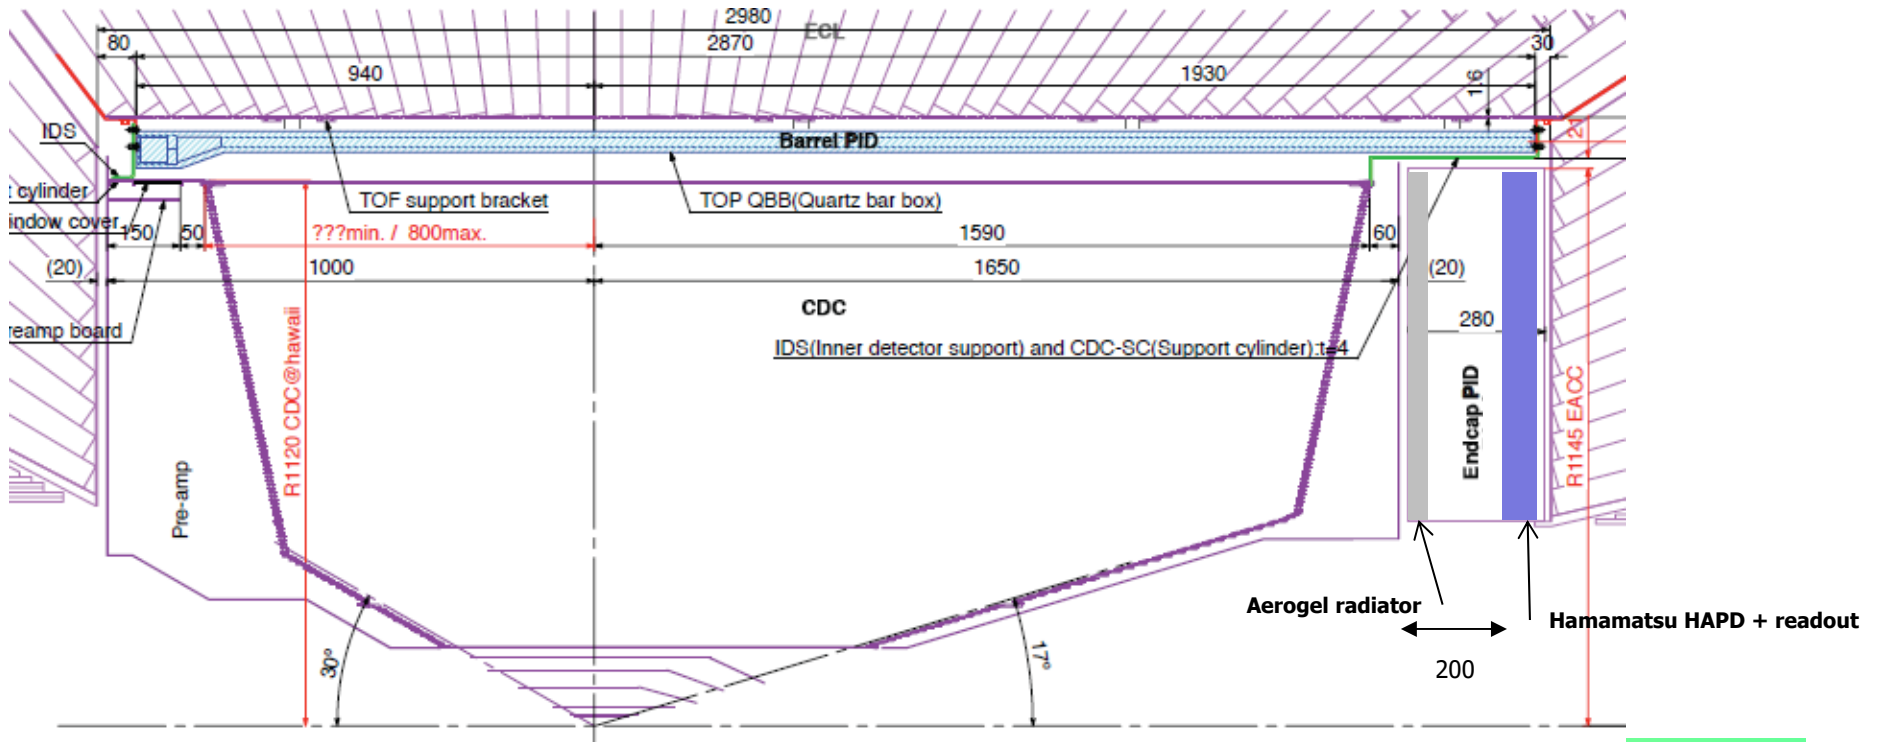 2980
ECL
80
2870
30
940
1930
16
IDS
Barrel PID
21
t cylinder
TOF support bracket
TOP QBB(Quartz bar box)
indow cover
150
50
???min. / 800max.
1590
60
(20)
1000
1650
(20)
CDC
reamp board
280
IDS(Inner detector support) and CDC-SC(Support cylinder):t=4
R1120 CDC@hawaii
Endcap PID
R1145 EACC
Pre-amp
Aerogel radiator
Hamamatsu HAPD + readout
30°
17°
200